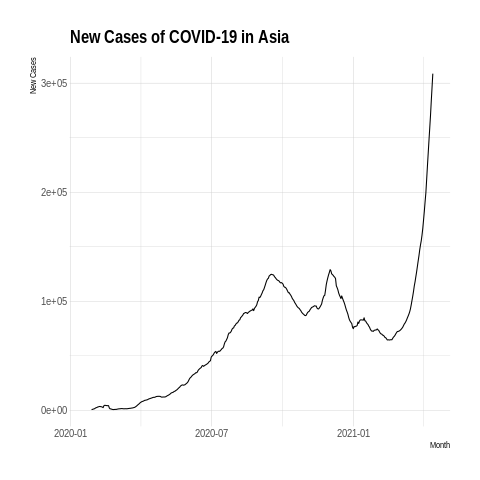 New Cases of COVID-19 in Asia
New Cases
3e+05
2e+05
1e+05
0e+00
2020-01 2020-07 2021-01
Month